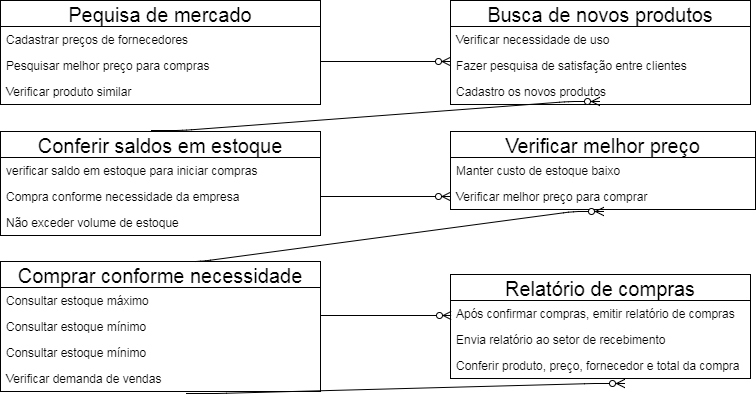 Pequisa de mercado
Cadastrar preços de fornecedores
Pesquisar melhor preço para compras
Verificar produto similar
Busca de novos produtos
Verificar necessidade de uso
Fazer pesquisa de satisfação entre clientes
Cadastro os novos produtos
Conferir saldos em estoque
verificar saldo em estoque para iniciar compras
Compra conforme necessidade da empresa
Não exceder volume de estoque
Verificar melhor preço
Manter custo de estoque baixo
Verificar melhor preço para comprar
Comprar conforme necessidade
Consultar estoque máximo
Consultar estoque mínimo
Consultar estoque mínimo
Verificar demanda de vendas
Relatório de compras
Após confirmar compras, emitir relatório de compras
Envia relatório ao setor de recebimento
Conferir produto, preço, fornecedor e total da compra